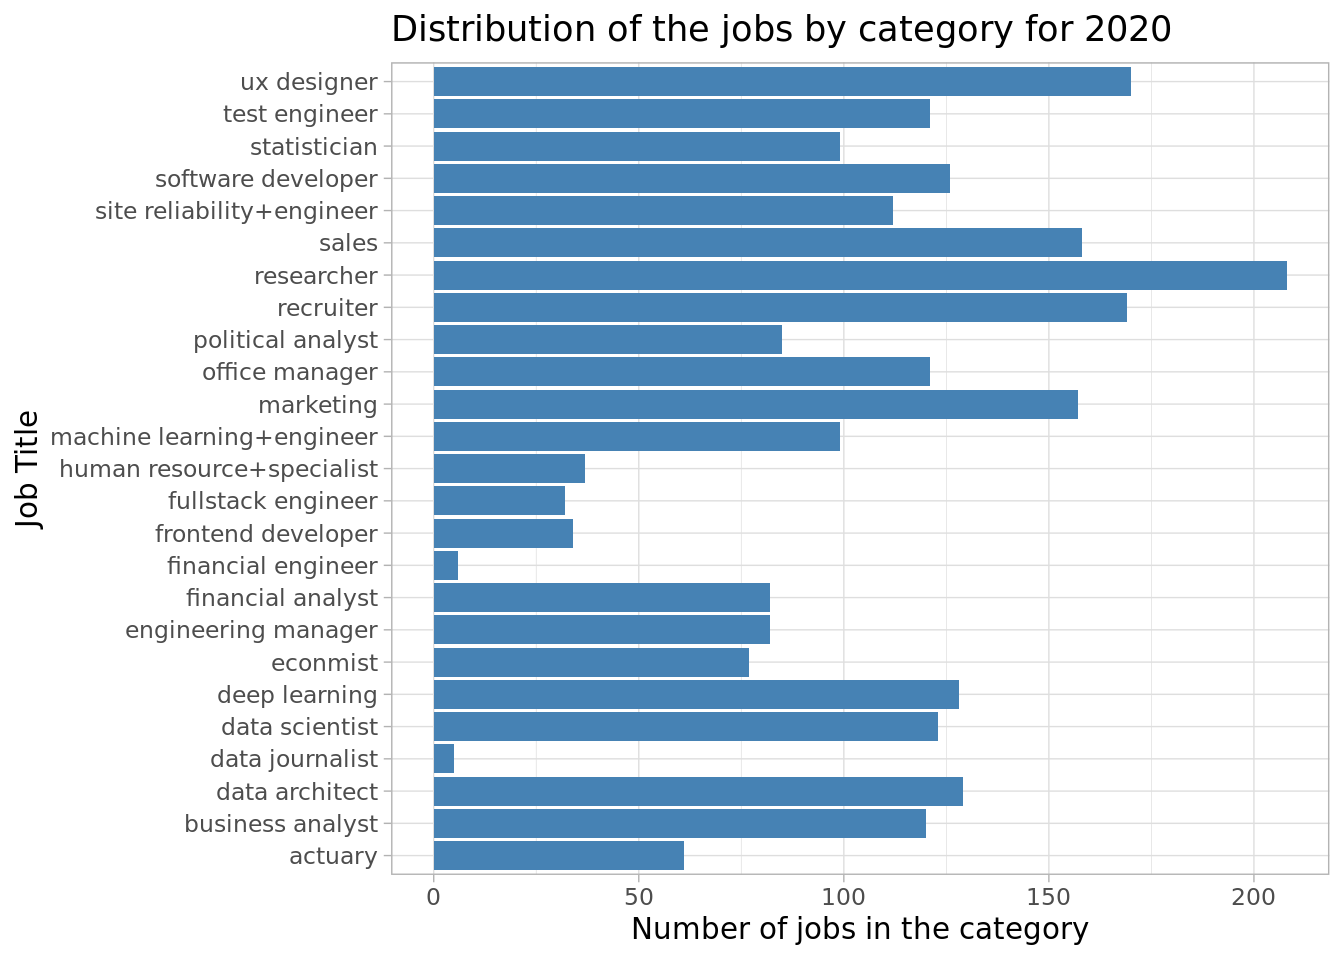 Distribution of the jobs by category for 2020
ux designer
test engineer
statistician
software developer
site reliability+engineer
sales
researcher
recruiter
political analyst
office manager
marketing
machine learning+engineer
human resource+specialist
fullstack engineer
frontend developer
financial engineer
financial analyst
engineering manager
econmist
deep learning
data scientist
data journalist
data architect
business analyst
actuary
Job Title
0 50 100 150 200
Number of jobs in the category